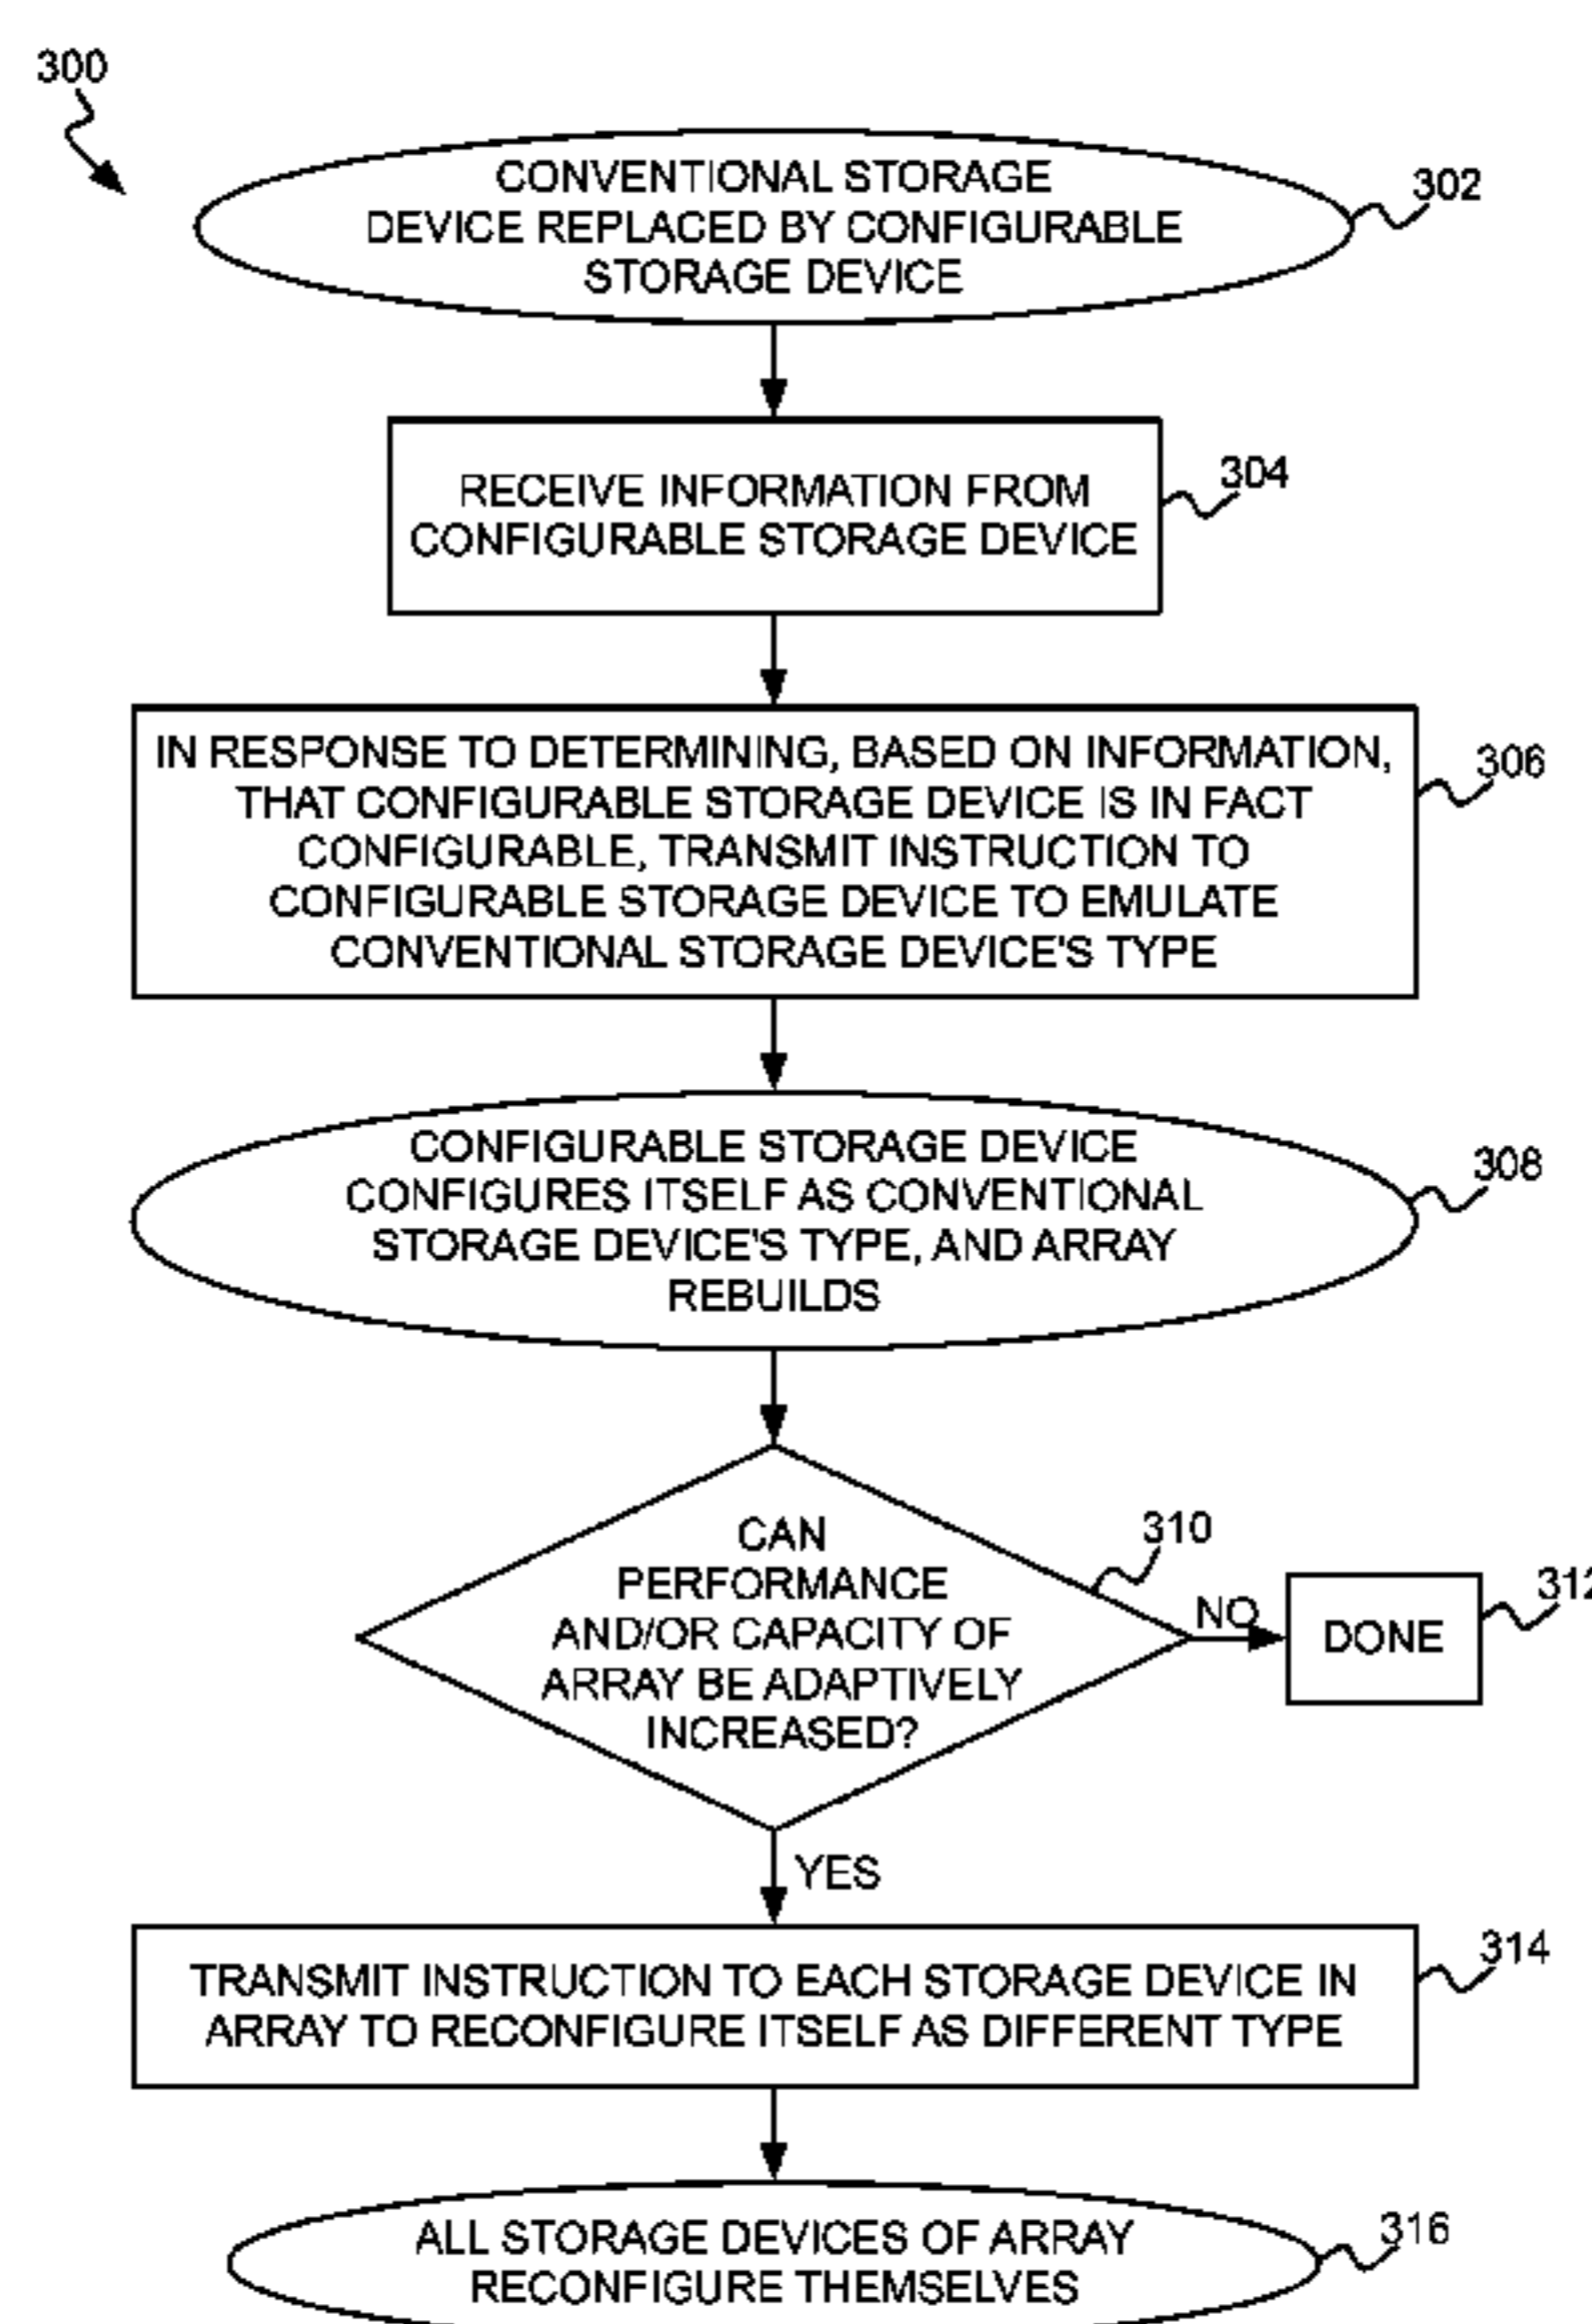 300
CONVENTIONAL STORAGE
DEVICE REPLACED BY CONFIGURABLE
STORAGE DEVICE
302
RECEIVE INFORMATION FROM
CONFIGURABLE STORAGE DEVICE
304
IN RESPONSE TO DETERMINING, BASED ON INFORMATION,
THAT CONFIGURABLE STORAGE DEVICE IS IN FACT
CONFIGURABLE, TRANSMIT INSTRUCTION TO
CONFIGURABLE STORAGE DEVICE TO EMULATE
CONVENTIONAL STORAGE DEVICE'S TYPE
306
CONFIGURABLE STORAGE DEVICE
CONFIGURES ITSELF AS CONVENTIONAL
STORAGE DEVICE'S TYPE, AND ARRAY
REBUILDS
308
CAN
PERFORMANCE
AND/OR CAPACITY OF
ARRAY BE ADAPTIVELY
INCREASED?
310
NO
DONE
312
YES
TRANSMIT INSTRUCTION TO EACH STORAGE DEVICE IN
ARRAY TO RECONFIGURE ITSELF AS DIFFERENT TYPE
314
ALL STORAGE DEVICES OF ARRAY
RECONFIGURE THEMSELVES
316